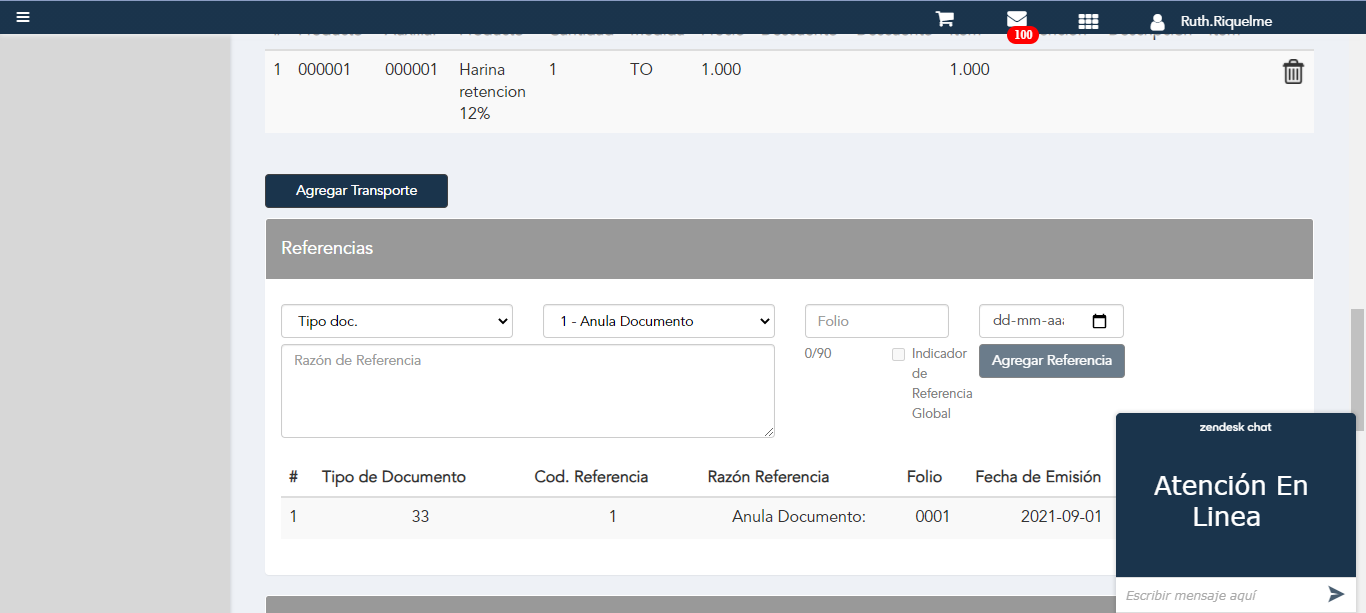 Ruth.Riquelme
100
1 000001 000001 Harina 1 TO 1.000 1.000
retencion
12%
Agregar Transporte
Referencias
Tipo doc. 1 - Anula Documento Folio dd-mm-aaa
Razón de Referencia 0/90 Indicador Agregar Referencia
de
Referencia
Global
# Tipo de Documento Cod. Referencia Razón Referencia Folio Fecha de Emisión
1 33 1 Anula Documento: 0001 2021-09-01
zendesk chat
Atención En
Linea
Escribir mensaje aquí